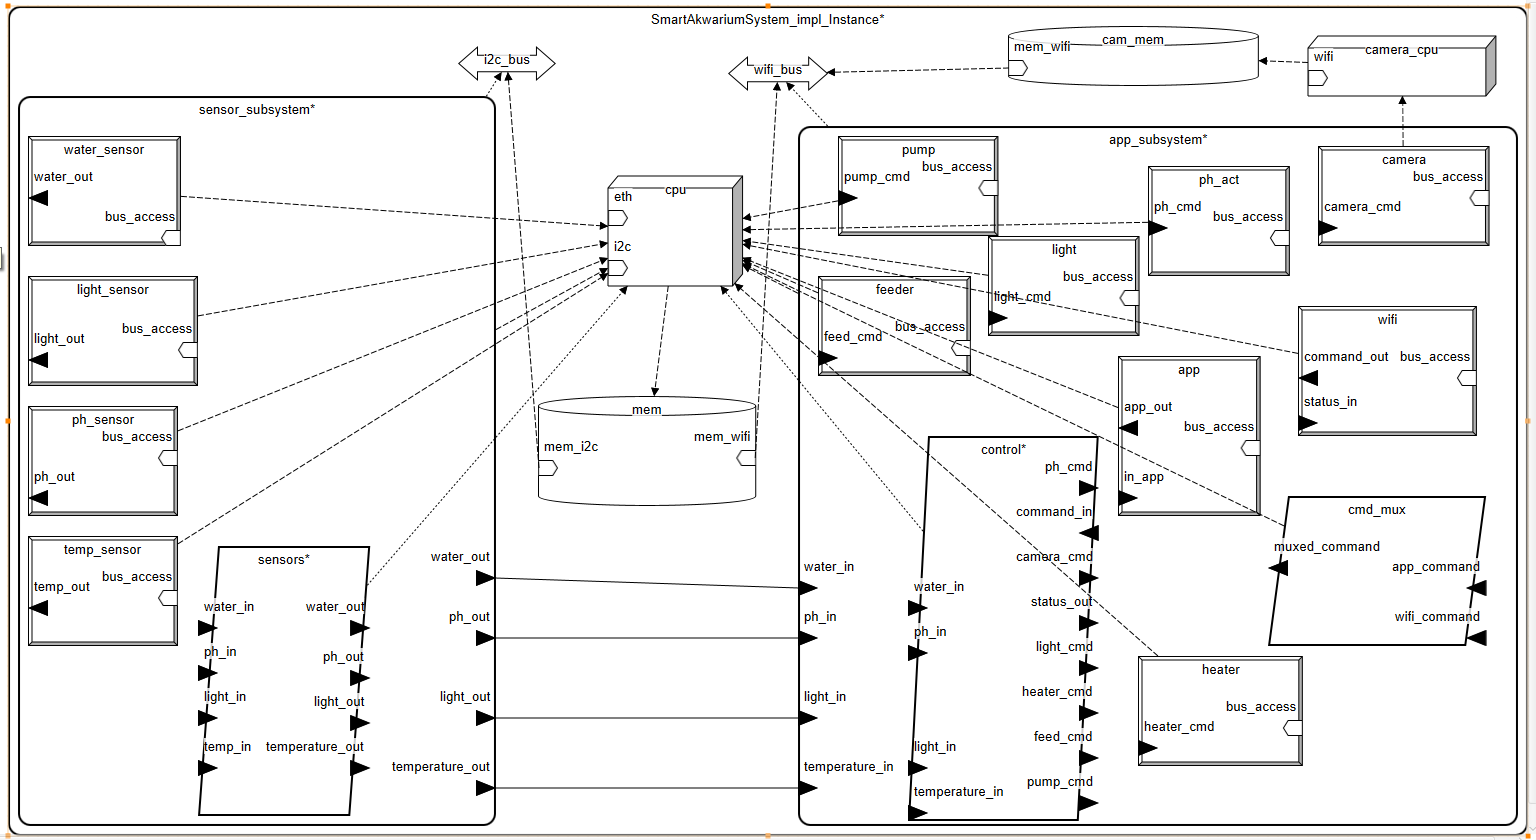 SmartAkwariumSystem_impl_Instance*
i2c_bus
wifi_bus
cam_mem
mem_wifi
camera_cpu
wifi
sensor_subsystem*
water_sensor
water_out
bus_access
light_sensor
bus_access
light_out
ph_sensor
bus_access
ph_out
temp_sensor
bus_access
temp_out
sensors*
water_in
water_out
ph_in
ph_out
light_in
light_out
temp_in
temperature_out
water_out
ph_out
light_out
temperature_out
cpu
eth
i2c
mem
mem_i2c
mem_wifi
app_subsystem*
pump
bus_access
pump_cmd
ph_act
ph_cmd
bus_access
camera
bus_access
camera_cmd
light
bus_access
light_cmd
feeder
bus_access
feed_cmd
wifi
command_out
bus_access
status_in
app
app_out
bus_access
in_app
control*
ph_cmd
command_in
camera_cmd
water_in
status_out
ph_in
light_cmd
heater_cmd
feed_cmd
light_in
pump_cmd
temperature_in
cmd_mux
muxed_command
app_command
wifi_command
heater
bus_access
heater_cmd
water_in
ph_in
light_in
temperature_in